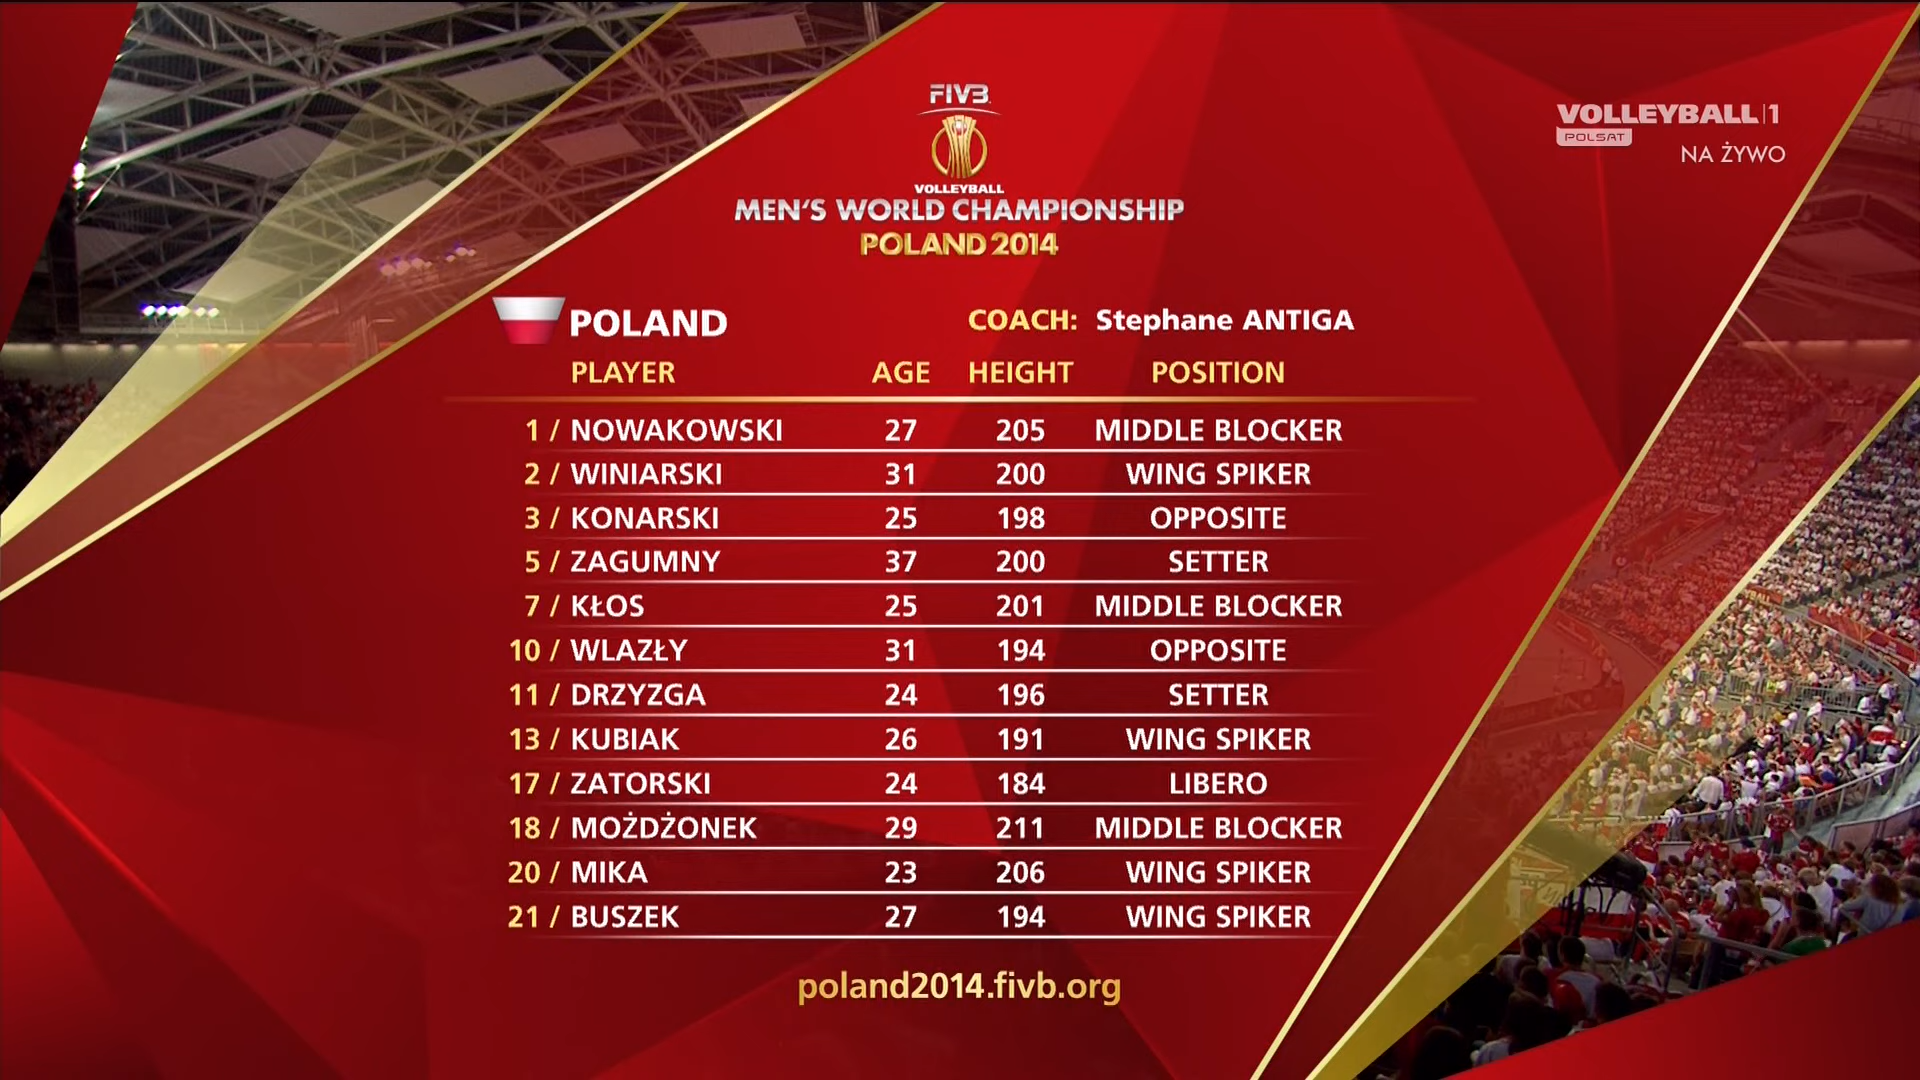 FIVB
VOLLEYBALL
MEN'S WORLD CHAMPIONSHIP
POLAND 2014
VOLLEYBALL|1
POLSAT
NA ŻYWO
POLAND COACH: Stephane ANTIGA
PLAYER AGE HEIGHT POSITION
1 / NOWAKOWSKI 27 205 MIDDLE BLOCKER
2 / WINIARSKI 31 200 WING SPIKER
3 / KONARSKI 25 198 OPPOSITE
5 / ZAGUMNY 37 200 SETTER
7 / KŁOS 25 201 MIDDLE BLOCKER
10 / WLAZŁY 31 194 OPPOSITE
11 / DRZYZGA 24 196 SETTER
13 / KUBIAK 26 191 WING SPIKER
17 / ZATORSKI 24 184 LIBERO
18 / MOŻDŻONEK 29 211 MIDDLE BLOCKER
20 / MIKA 23 206 WING SPIKER
21 / BUSZEK 27 194 WING SPIKER
poland2014.fivb.org